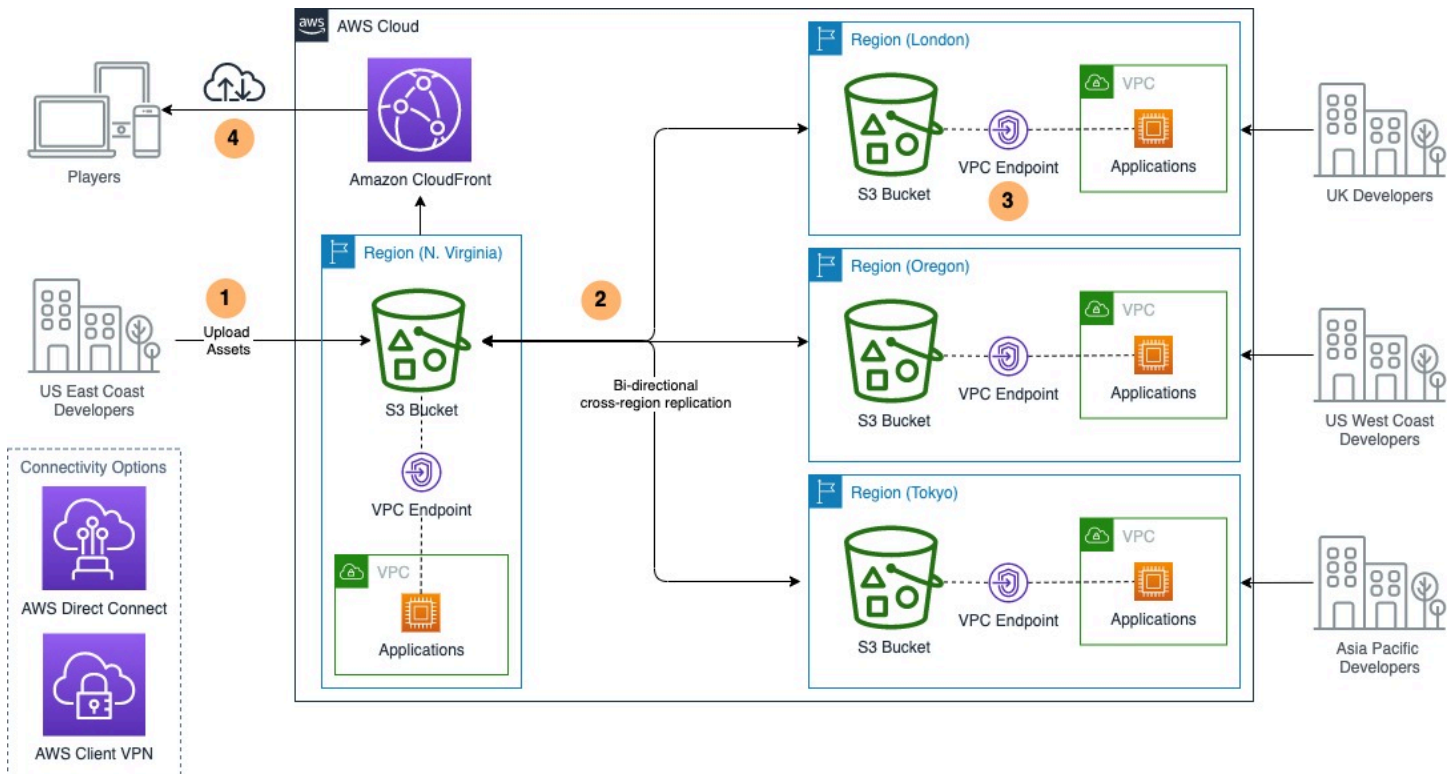 aws
AWS Cloud
Players
4
Amazon CloudFront
Region (London)
S3 Bucket
VPC Endpoint
3
VPC
Applications
UK Developers
1
Upload
Assets
US East Coast
Developers
Region (N. Virginia)
S3 Bucket
VPC Endpoint
VPC
Applications
2
Bi-directional
cross-region replication
Region (Oregon)
S3 Bucket
VPC Endpoint
VPC
Applications
US West Coast
Developers
Region (Tokyo)
S3 Bucket
VPC Endpoint
VPC
Applications
Asia Pacific
Developers
Connectivity Options
AWS Direct Connect
AWS Client VPN